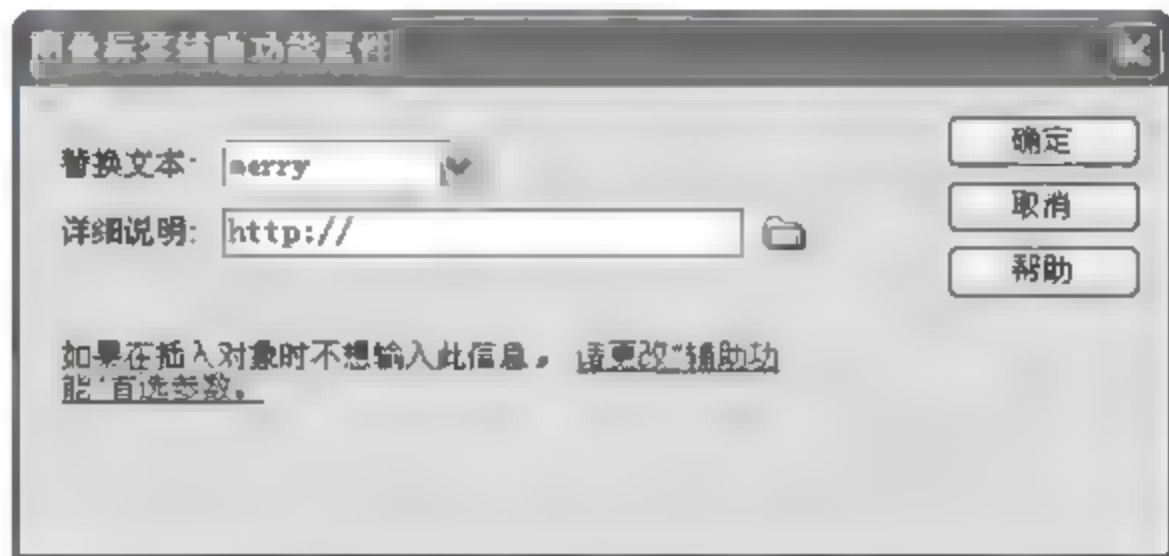 图像标签辅助功能属性
替换文本: merry
确定
详细说明: http://
取消
帮助
如果在插入对象时不想输入此信息，请更改“辅助功
能”首选参数。